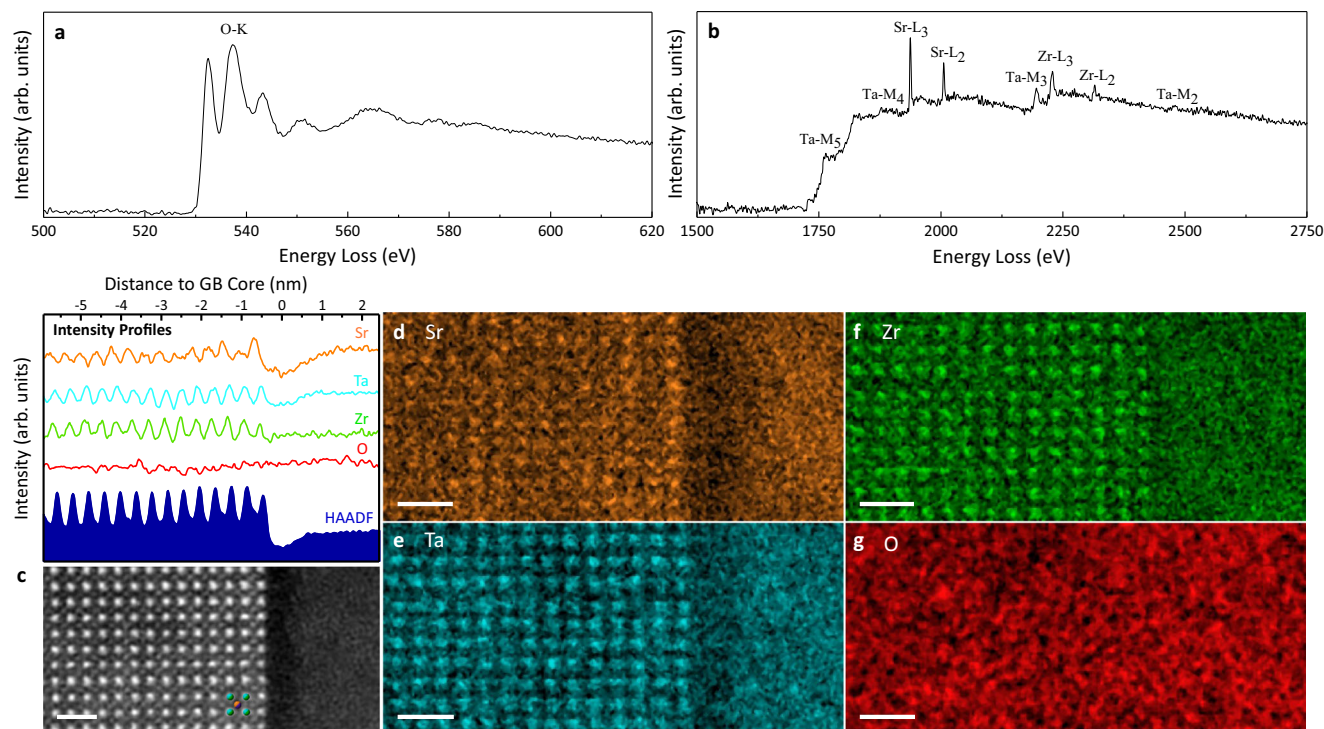 a
O-K
Intensity (arb. units)
500 520 540 560 580 600 620
Energy Loss (eV)
b
Sr-L3
Sr-L2
Zr-L3
Ta-M3
Zr-L2
Ta-M4
Ta-M2
Ta-M5
Intensity (arb. units)
1500 1750 2000 2250 2500 2750
Energy Loss (eV)
Distance to GB Core (nm)
-5 -4 -3 -2 -1 0 1 2
Intensity Profiles
Sr
Ta
Zr
O
HAADF
Intensity (arb. units)
c
d Sr
f Zr
e Ta
g O